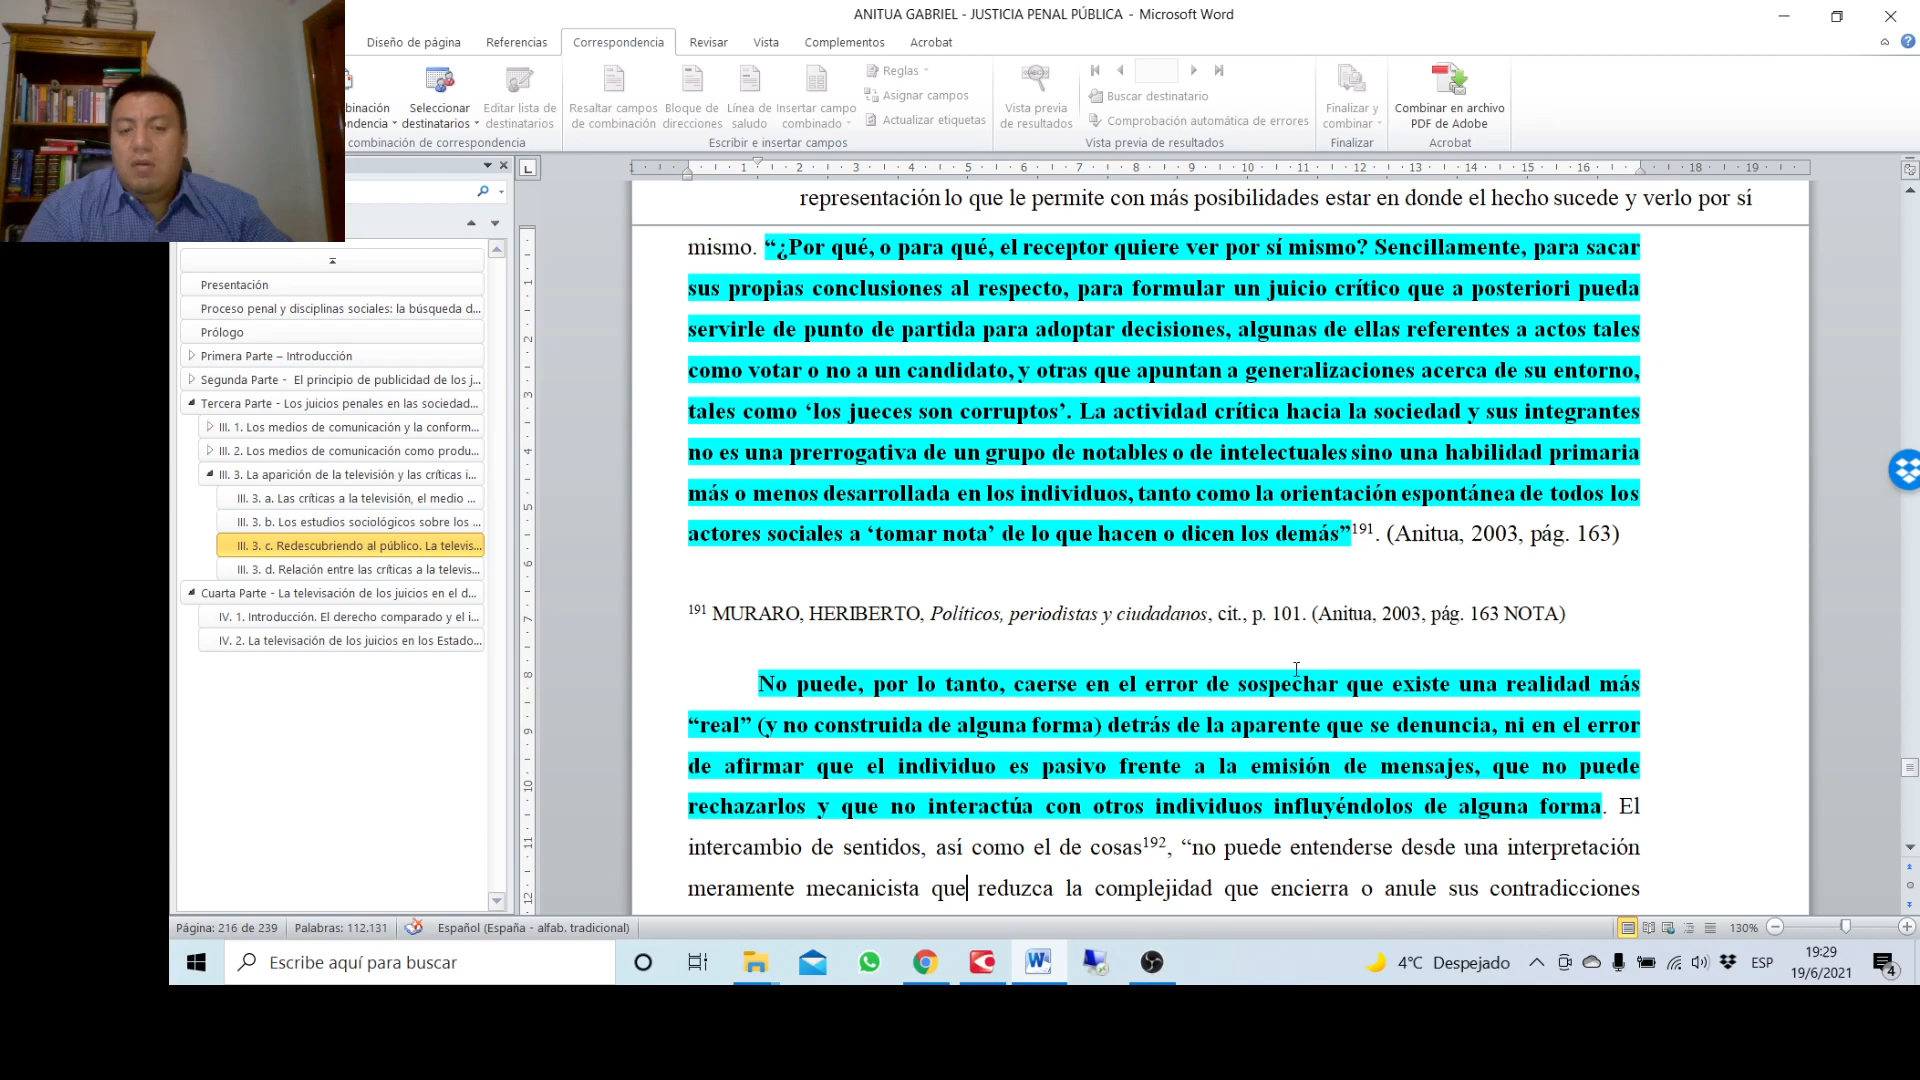 ANITUA GABRIEL - JUSTICIA PENAL PÚBLICA - Microsoft Word
Diseño de página
Referencias
Correspondencia
Revisar
Vista
Complementos
Acrobat
Seleccionar destinatarios
Editar lista de destinatarios
combinación de correspondencia
Resaltar campos de combinación
Bloque de direcciones
Línea de saludo
Insertar campo combinado
Reglas
Asignar campos
Actualizar etiquetas
Escribir e insertar campos
Vista previa de resultados
Buscar destinatario
Comprobación automática de errores
Vista previa de resultados
Finalizar y combinar
Finalizar
Combinar en archivo PDF de Adobe
Acrobat
Presentación
Proceso penal y disciplinas sociales: la búsqueda d...
Prólogo
Primera Parte – Introducción
Segunda Parte - El principio de publicidad de los j...
Tercera Parte - Los juicios penales en las sociedad...
III. 1. Los medios de comunicación y la conform...
III. 2. Los medios de comunicación como produ...
III. 3. La aparición de la televisión y las críticas i...
III. 3. a. Las críticas a la televisión, el medio ...
III. 3. b. Los estudios sociológicos sobre los ...
III. 3. c. Redescubriendo al público. La televis...
III. 3. d. Relación entre las críticas a la televis...
Cuarta Parte - La televisación de los juicios en el d...
IV. 1. Introducción. El derecho comparado y el i...
IV. 2. La televisación de los juicios en los Estado...
representación lo que le permite con más posibilidades estar en donde el hecho sucede y verlo por sí
mismo. “¿Por qué, o para qué, el receptor quiere ver por sí mismo? Sencillamente, para sacar
sus propias conclusiones al respecto, para formular un juicio crítico que a posteriori pueda
servirle de punto de partida para adoptar decisiones, algunas de ellas referentes a actos tales
como votar o no a un candidato, y otras que apuntan a generalizaciones acerca de su entorno,
tales como ‘los jueces son corruptos’. La actividad crítica hacia la sociedad y sus integrantes
no es una prerrogativa de un grupo de notables o de intelectuales sino una habilidad primaria
más o menos desarrollada en los individuos, tanto como la orientación espontánea de todos los
actores sociales a ‘tomar nota’ de lo que hacen o dicen los demás”191. (Anitua, 2003, pág. 163)
191 MURARO, HERIBERTO, Políticos, periodistas y ciudadanos, cit., p. 101. (Anitua, 2003, pág. 163 NOTA)
No puede, por lo tanto, caerse en el error de sospechar que existe una realidad más
“real” (y no construida de alguna forma) detrás de la aparente que se denuncia, ni en el error
de afirmar que el individuo es pasivo frente a la emisión de mensajes, que no puede
rechazarlos y que no interactúa con otros individuos influyéndolos de alguna forma. El
intercambio de sentidos, así como el de cosas192, “no puede entenderse desde una interpretación
meramente mecanicista que reduzca la complejidad que encierra o anule sus contradicciones
Página: 216 de 239
Palabras: 112.131
Español (España - alfab. tradicional)
130%
Escribe aquí para buscar
4°C Despejado
ESP
19:29
19/6/2021
4